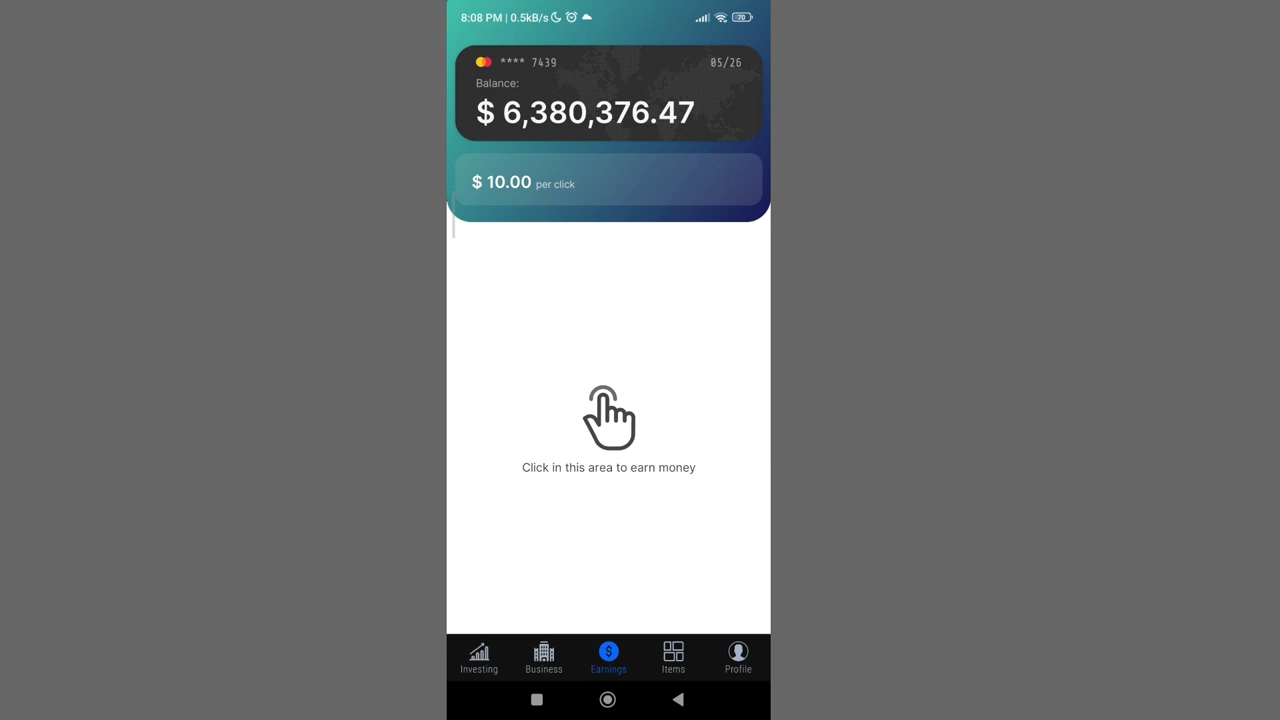 8:08 PM | 0.5kB/s
70
**** 7439
05/26
Balance:
$ 6,380,376.47
$ 10.00 per click
Click in this area to earn money
Investing
Business
$
Earnings
Items
Profile